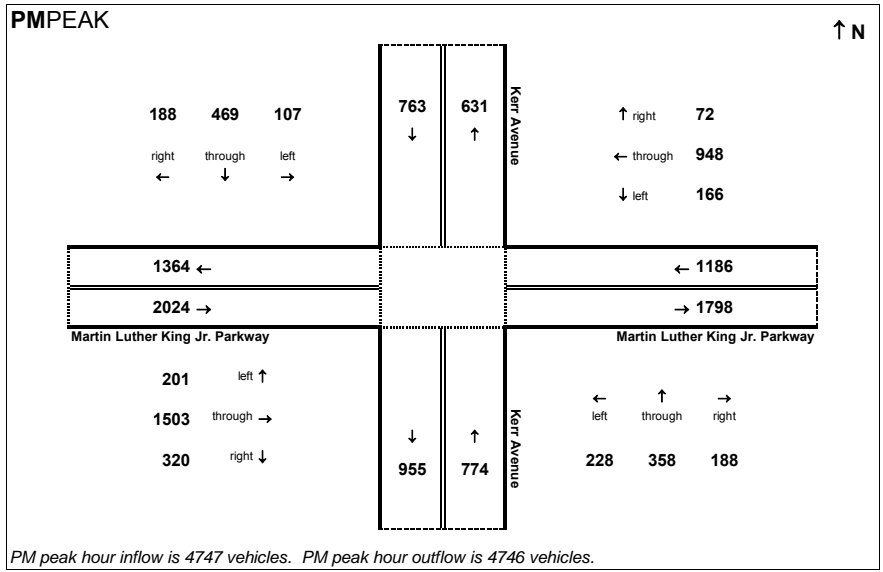 PMPEAK
↑ N
188 469 107
right through left
← ↓ →
763 631
↓ ↑
Kerr Avenue
↑ right 72
← through 948
↓ left 166
1364 ←
← 1186
2024 →
→ 1798
Martin Luther King Jr. Parkway
Martin Luther King Jr. Parkway
201 left ↑
1503 through →
320 right ↓
↓ ↑
955 774
Kerr Avenue
← ↑ →
left through right
228 358 188
PM peak hour inflow is 4747 vehicles. PM peak hour outflow is 4746 vehicles.